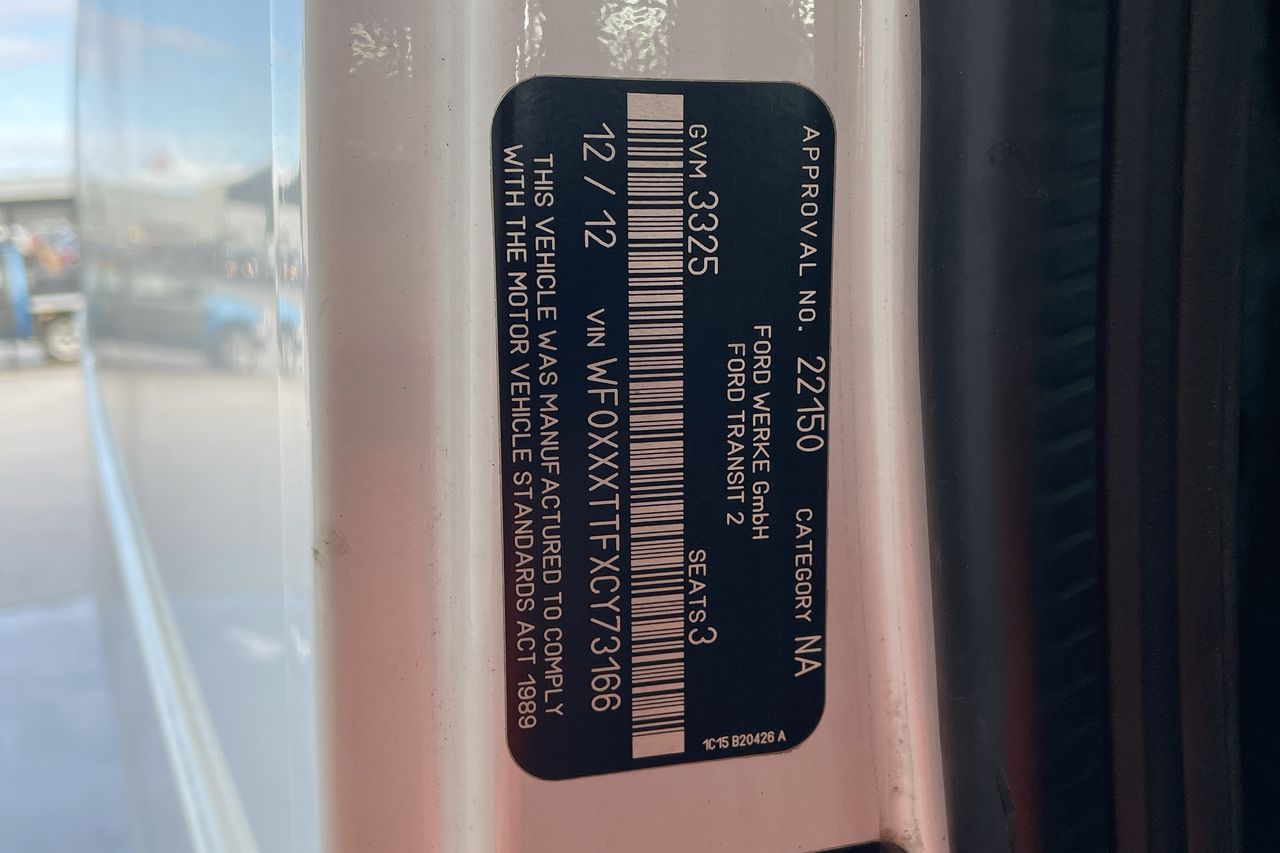 APPROVAL NO. 22150 CATEGORY NA
FORD WERKE GmbH
FORD TRANSIT 2
GVM 3325 SEATS 3
12 / 12 VIN WF0XXXTTFXCY73166
THIS VEHICLE WAS MANUFACTURED TO COMPLY
WITH THE MOTOR VEHICLE STANDARDS ACT 1989
1C15 B20426 A